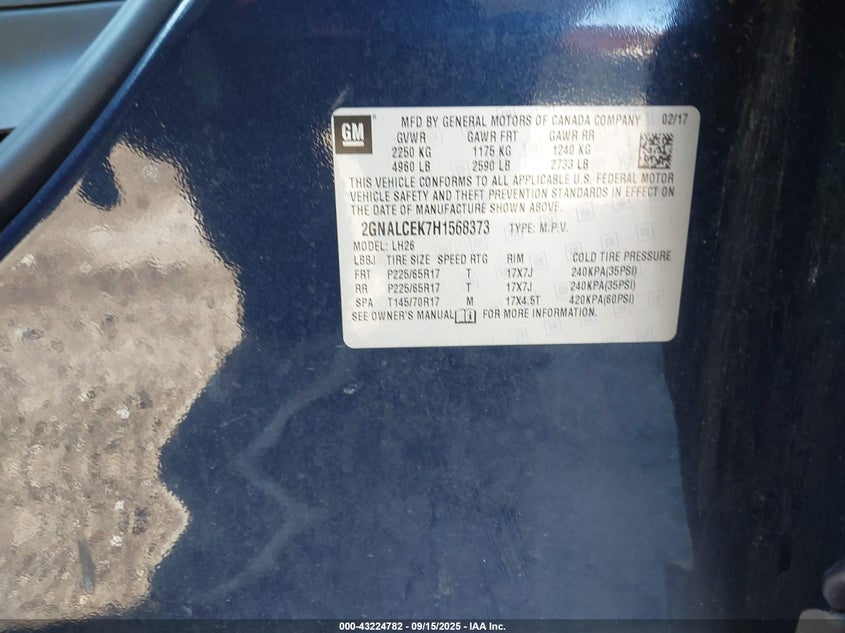 GM
MFD BY GENERAL MOTORS OF CANADA COMPANY 02/17
GVWR GAWR FRT GAWR RR
2250 KG 1175 KG 1240 KG
4960 LB 2590 LB 2733 LB
THIS VEHICLE CONFORMS TO ALL APPLICABLE U.S. FEDERAL MOTOR
VEHICLE SAFETY AND THEFT PREVENTION STANDARDS IN EFFECT ON
THE DATE OF MANUFACTURE SHOWN ABOVE.
2GNALCEK7H1568373 TYPE: M.P.V.
MODEL: LH26
LBBJ TIRE SIZE SPEED RTG RIM COLD TIRE PRESSURE
FRT P225/65R17 T 17X7J 240KPA(35PSI)
RR P225/65R17 T 17X7J 240KPA(35PSI)
SPA T145/70R17 M 17X4.5T 420KPA(60PSI)
SEE OWNER'S MANUAL FOR MORE INFORMATION.
000-43224782 - 09/15/2025 - IAA Inc.